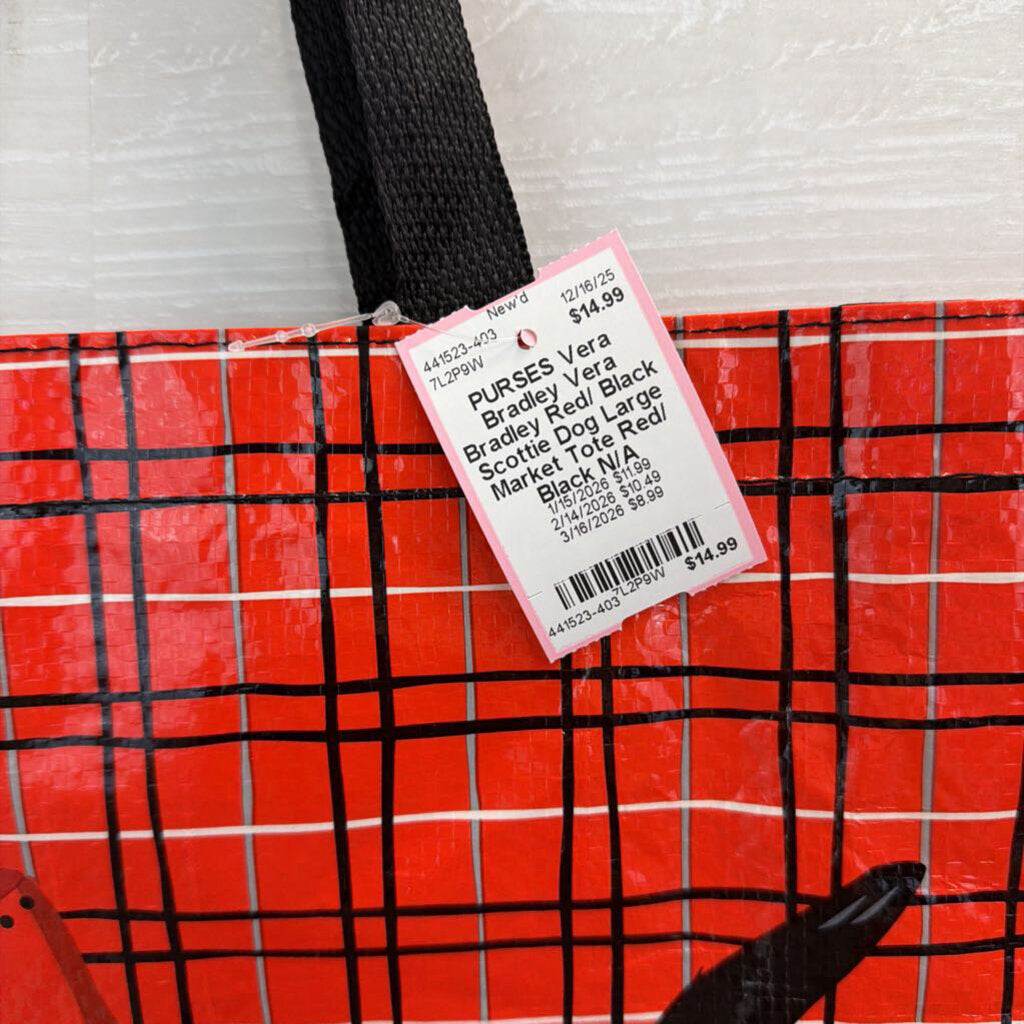 New'd 12/16/25
441523-403 $14.99
7L2P9W
PURSES Vera
Bradley Vera
Bradley Red/ Black
Scottie Dog Large
Market Tote Red/
Black N/A
1/15/2026 $11.99
2/14/2026 $10.49
3/16/2026 $8.99
441523-403 7L2P9W $14.99